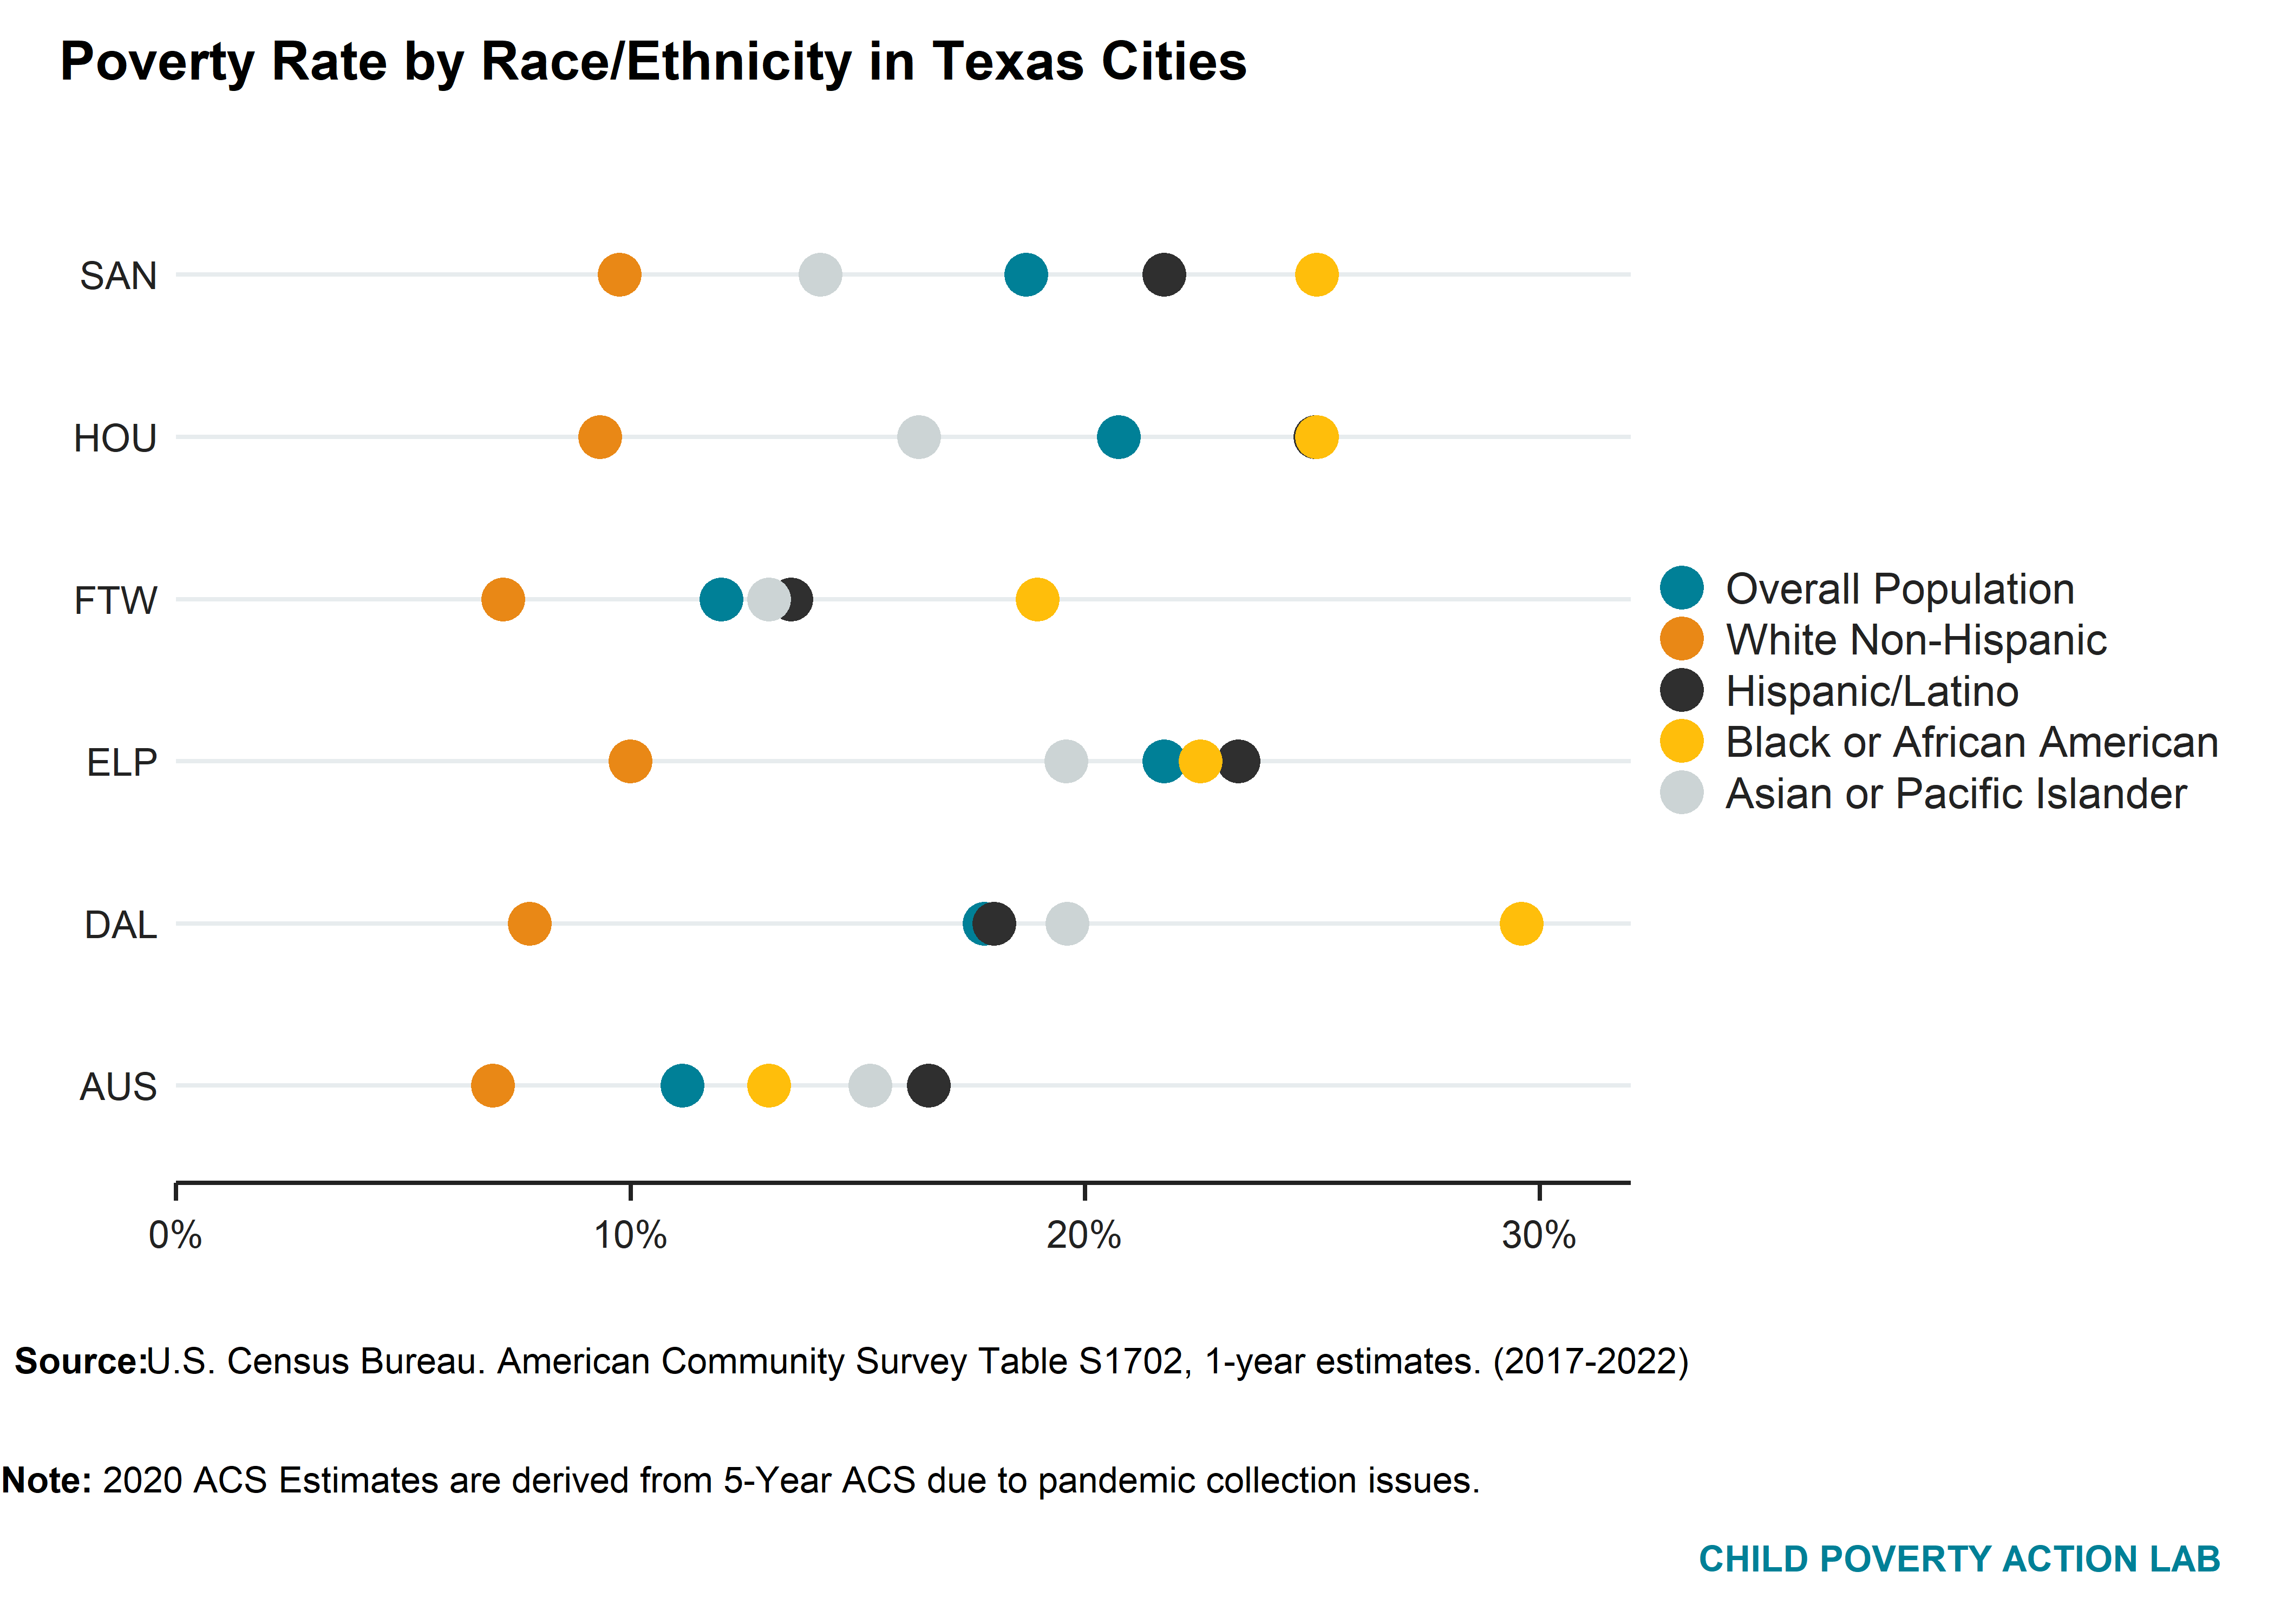 Poverty Rate by Race/Ethnicity in Texas Cities
SAN
HOU
FTW
ELP
DAL
AUS
0% 10% 20% 30%
Overall Population
White Non-Hispanic
Hispanic/Latino
Black or African American
Asian or Pacific Islander
Source:U.S. Census Bureau. American Community Survey Table S1702, 1-year estimates. (2017-2022)
Note: 2020 ACS Estimates are derived from 5-Year ACS due to pandemic collection issues.
CHILD POVERTY ACTION LAB